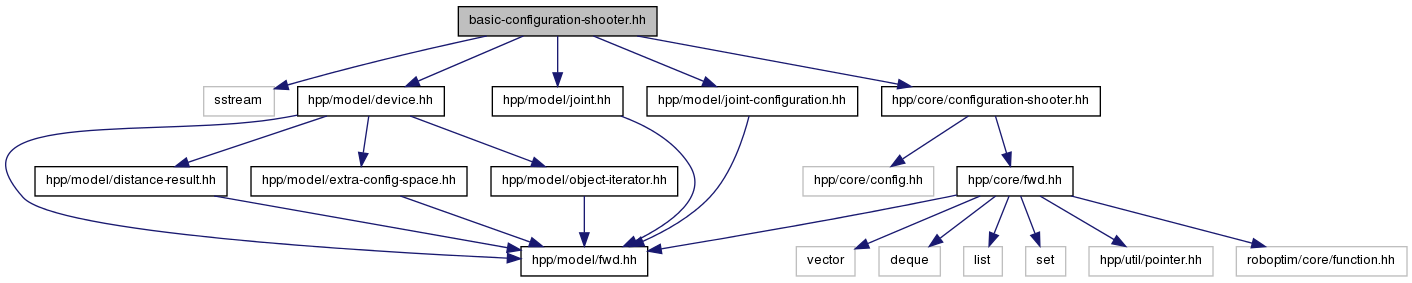 basic-configuration-shooter.hh
sstream
hpp/model/device.hh
hpp/model/joint.hh
hpp/model/joint-configuration.hh
hpp/core/configuration-shooter.hh
hpp/model/distance-result.hh
hpp/model/extra-config-space.hh
hpp/model/object-iterator.hh
hpp/core/config.hh
hpp/core/fwd.hh
hpp/model/fwd.hh
vector
deque
list
set
hpp/util/pointer.hh
roboptim/core/function.hh